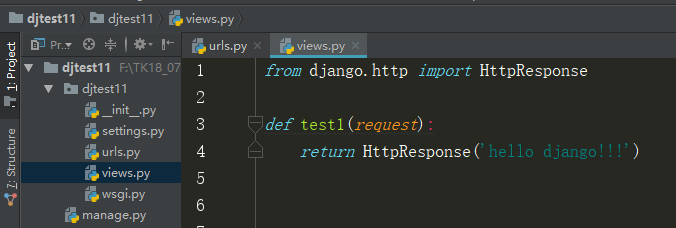 djtest11 djtest11 views.py
1: Project
Pr...
urls.py views.py
djtest11 F:\TK18_07
djtest11
__init__.py
settings.py
urls.py
views.py
wsgi.py
manage.py
7: Structure
1 from django.http import HttpResponse
2
3 def test1(request):
4 return HttpResponse('hello django!!!')
5
6